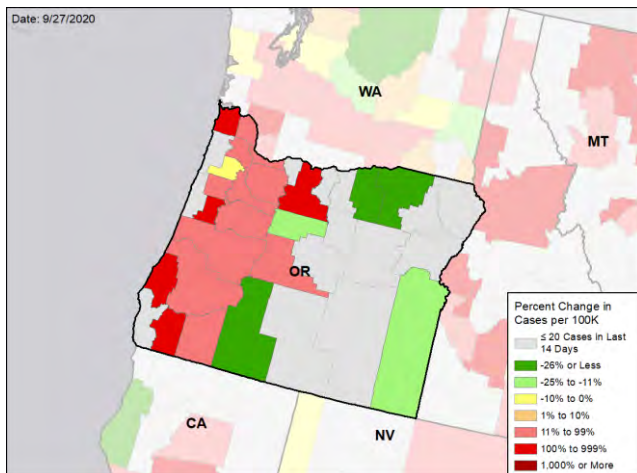 Date: 9/27/2020
WA
MT
OR
CA
NV
Percent Change in
Cases per 100K
≤ 20 Cases in Last
14 Days
-26% or Less
-25% to -11%
-10% to 0%
1% to 10%
11% to 99%
100% to 999%
1,000% or More